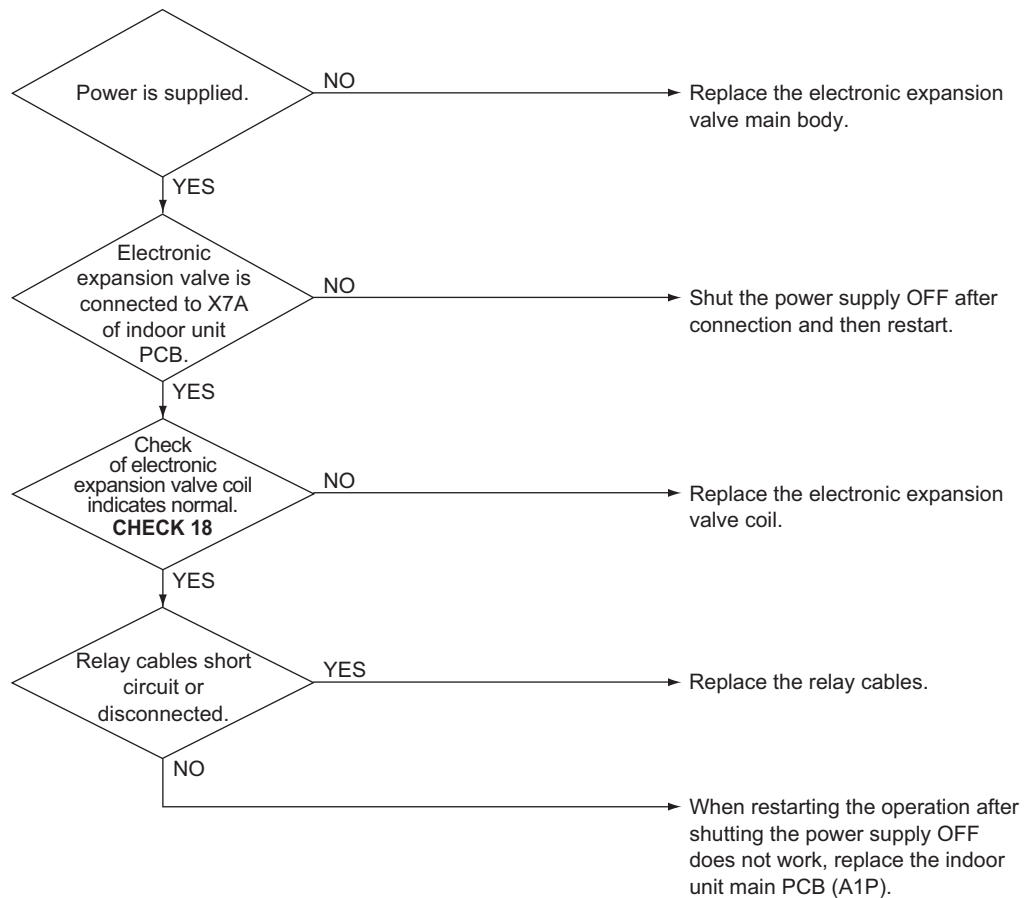 Power is supplied.
NO
Replace the electronic expansion
valve main body.
YES
Electronic
expansion valve is
connected to X7A
of indoor unit
PCB.
NO
Shut the power supply OFF after
connection and then restart.
YES
Check
of electronic
expansion valve coil
indicates normal.
CHECK 18
NO
Replace the electronic expansion
valve coil.
YES
Relay cables short
circuit or
disconnected.
YES
Replace the relay cables.
NO
When restarting the operation after
shutting the power supply OFF
does not work, replace the indoor
unit main PCB (A1P).